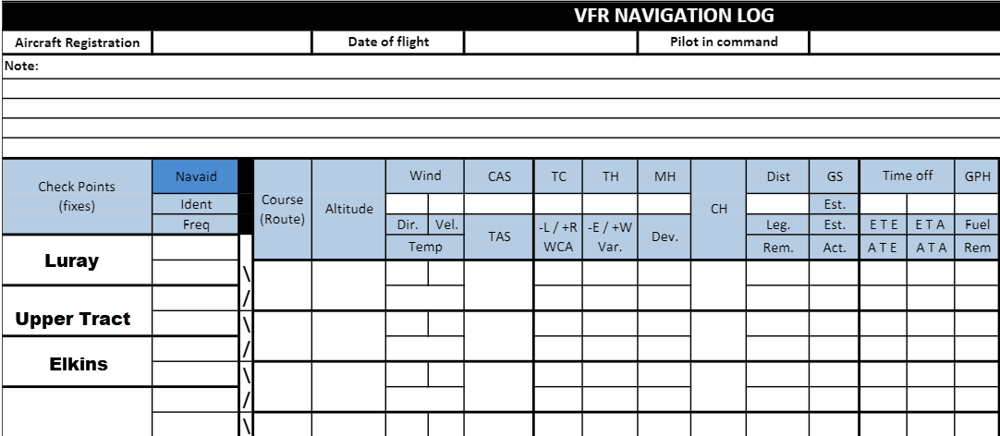 VFR NAVIGATION LOG
Aircraft Registration
Date of flight
Pilot in command
Note:
Check Points
(fixes)
Navaid
Ident
Freq
Course
(Route)
Altitude
Wind
Dir.
Vel.
Temp
CAS
TAS
TC
-L / +R
WCA
TH
-E / +W
Var.
MH
Dev.
CH
Dist
Leg.
Rem.
GS
Est.
Est.
Act.
Time off
E T E
E T A
A T E
A T A
GPH
Fuel
Rem
Luray
\
/
Upper Tract
\
/
Elkins
\
/
\